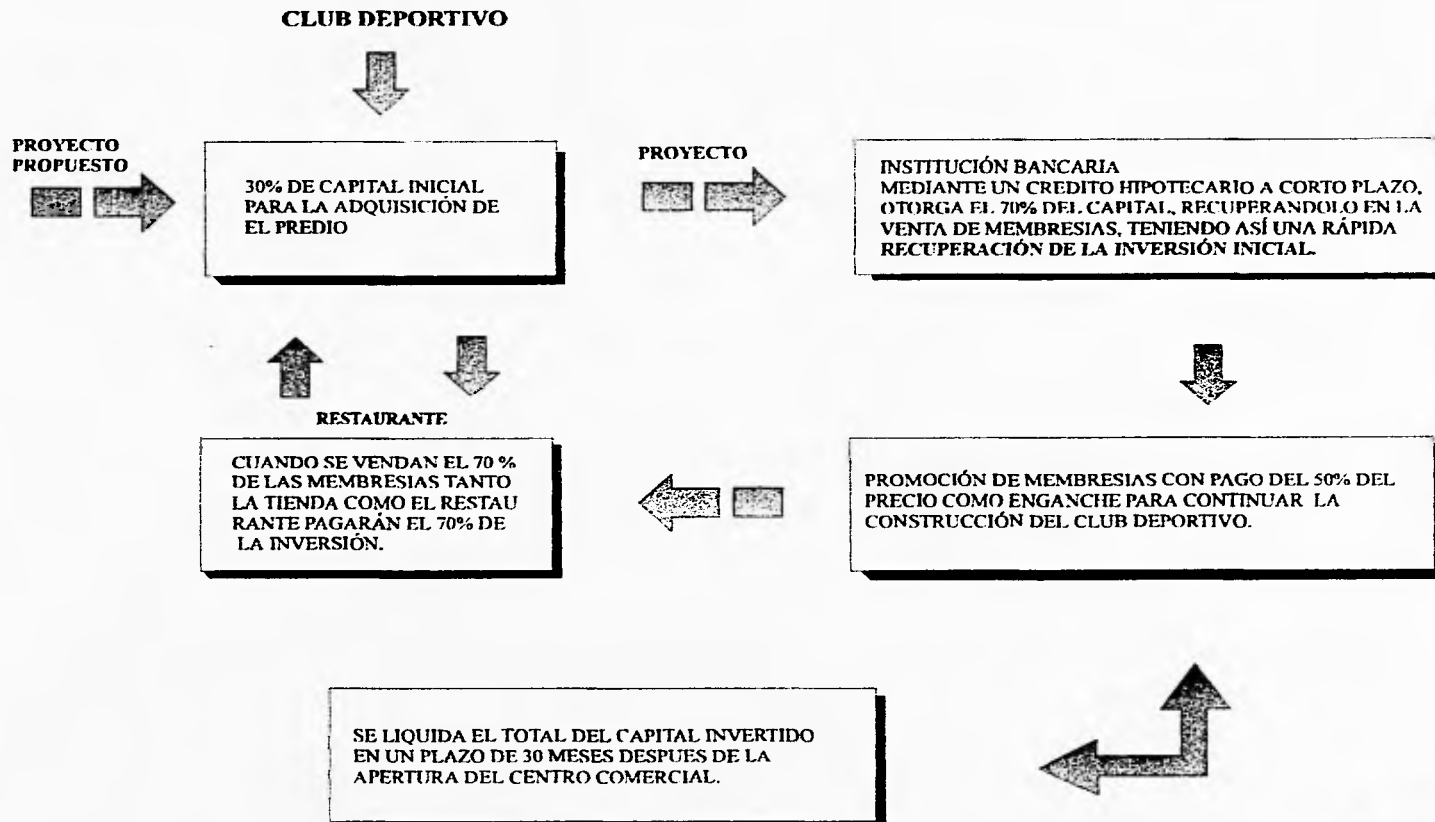 CLUB DEPORTIVO
PROYECTO
PROPUESTO
30% DE CAPITAL INICIAL
PARA LA ADQUISICIÓN DE
EL PREDIO
PROYECTO
INSTITUCIÓN BANCARIA
MEDIANTE UN CREDITO HIPOTECARIO A CORTO PLAZO,
OTORGA EL 70% DEL CAPITAL, RECUPERANDOLO EN LA
VENTA DE MEMBRESIAS, TENIENDO ASÍ UNA RÁPIDA
RECUPERACIÓN DE LA INVERSIÓN INICIAL.
RESTAURANTE
CUANDO SE VENDAN EL 70 %
DE LAS MEMBRESIAS TANTO
LA TIENDA COMO EL RESTAU
RANTE PAGARÁN EL 70% DE
LA INVERSIÓN.
PROMOCIÓN DE MEMBRESIAS CON PAGO DEL 50% DEL
PRECIO COMO ENGANCHE PARA CONTINUAR LA
CONSTRUCCIÓN DEL CLUB DEPORTIVO.
SE LIQUIDA EL TOTAL DEL CAPITAL INVERTIDO
EN UN PLAZO DE 30 MESES DESPUES DE LA
APERTURA DEL CENTRO COMERCIAL.